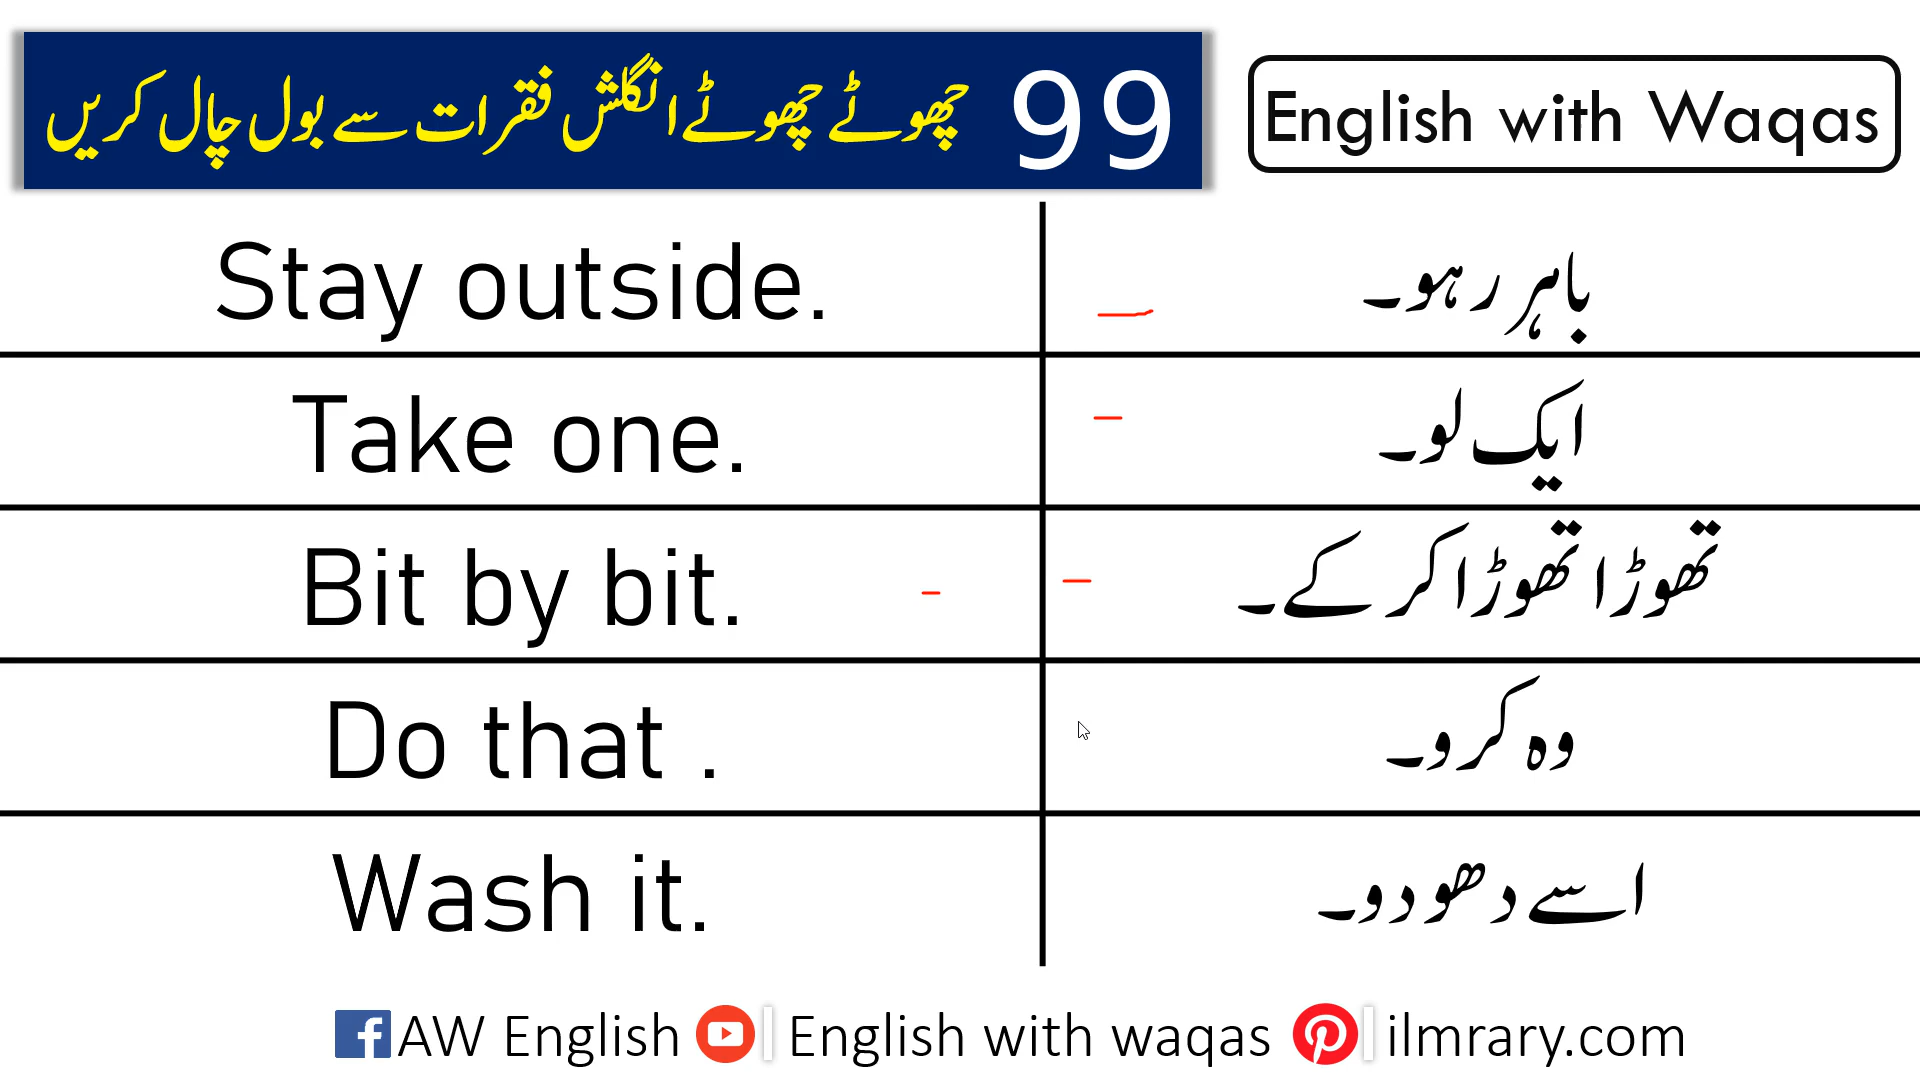 99 چھوٹے چھوٹے انگلش فقرات سے بول چال کریں
English with Waqas
Stay outside. باہر رہو۔
Take one. ایک لو۔
Bit by bit. تھوڑا تھوڑا کر کے۔
Do that . وہ کرو۔
Wash it. اسے دھو دو۔
AW English | English with waqas | ilmrary.com